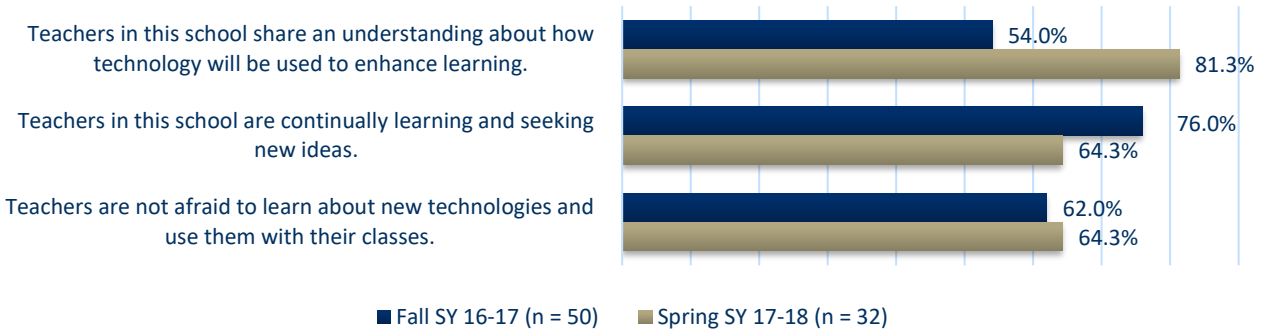 Teachers in this school share an understanding about how
technology will be used to enhance learning.
54.0%
81.3%
Teachers in this school are continually learning and seeking
new ideas.
76.0%
64.3%
Teachers are not afraid to learn about new technologies and
use them with their classes.
62.0%
64.3%
Fall SY 16-17 (n = 50) Spring SY 17-18 (n = 32)